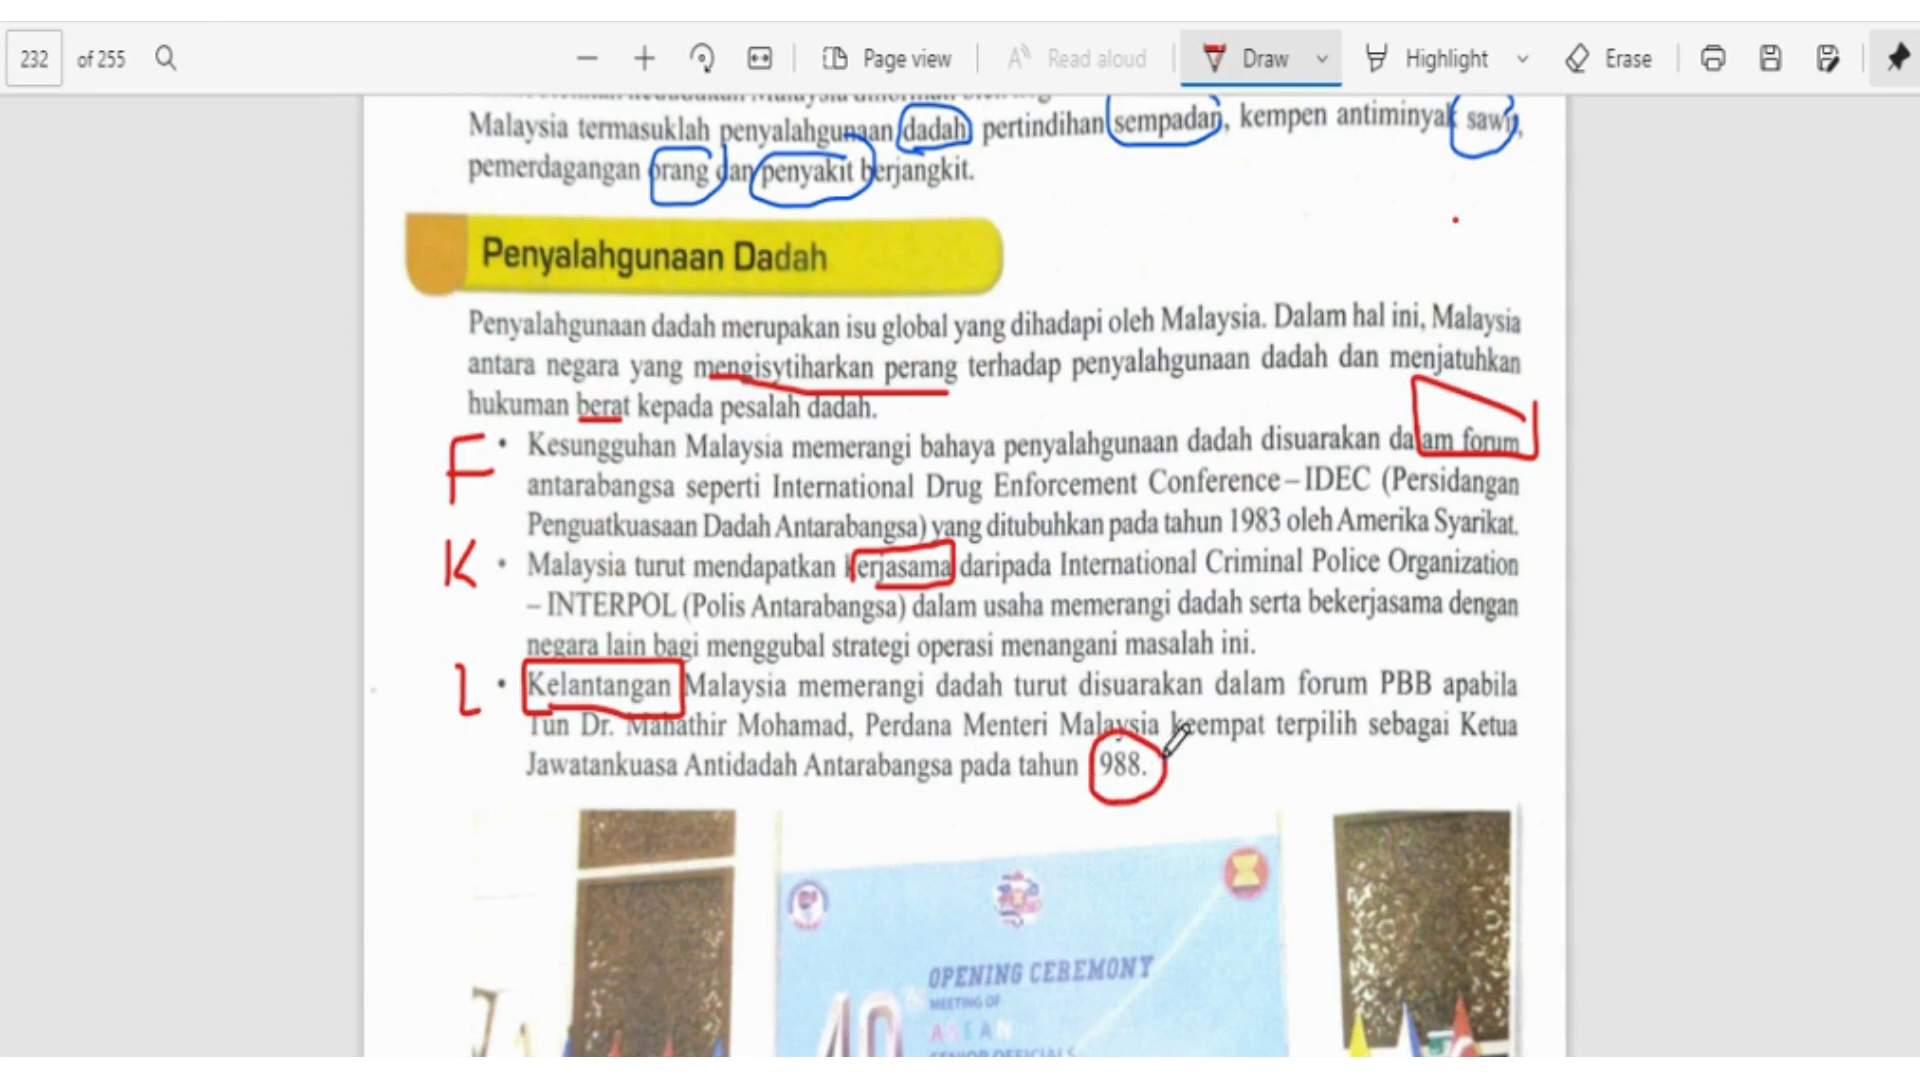 232 of 255 Page view Read aloud Draw Highlight Erase
Malaysia termasuklah penyalahgunaan dadah, pertindihan sempadan, kempen antiminyak sawit,
pemerdagangan orang dan penyakit berjangkit.
Penyalahgunaan Dadah
Penyalahgunaan dadah merupakan isu global yang dihadapi oleh Malaysia. Dalam hal ini, Malaysia
antara negara yang mengisytiharkan perang terhadap penyalahgunaan dadah dan menjatuhkan
hukuman berat kepada pesalah dadah.
F • Kesungguhan Malaysia memerangi bahaya penyalahgunaan dadah disuarakan dalam forum
antarabangsa seperti International Drug Enforcement Conference – IDEC (Persidangan
Penguatkuasaan Dadah Antarabangsa) yang ditubuhkan pada tahun 1983 oleh Amerika Syarikat.
K • Malaysia turut mendapatkan kerjasama daripada International Criminal Police Organization
– INTERPOL (Polis Antarabangsa) dalam usaha memerangi dadah serta bekerjasama dengan
negara lain bagi menggubal strategi operasi menangani masalah ini.
L • Kelantangan Malaysia memerangi dadah turut disuarakan dalam forum PBB apabila
Tun Dr. Mahathir Mohamad, Perdana Menteri Malaysia keempat terpilih sebagai Ketua
Jawatankuasa Antidadah Antarabangsa pada tahun 1988.
OPENING CEREMONY
MEETING OF
40
ASEAN
SENIOR OFFICIALS